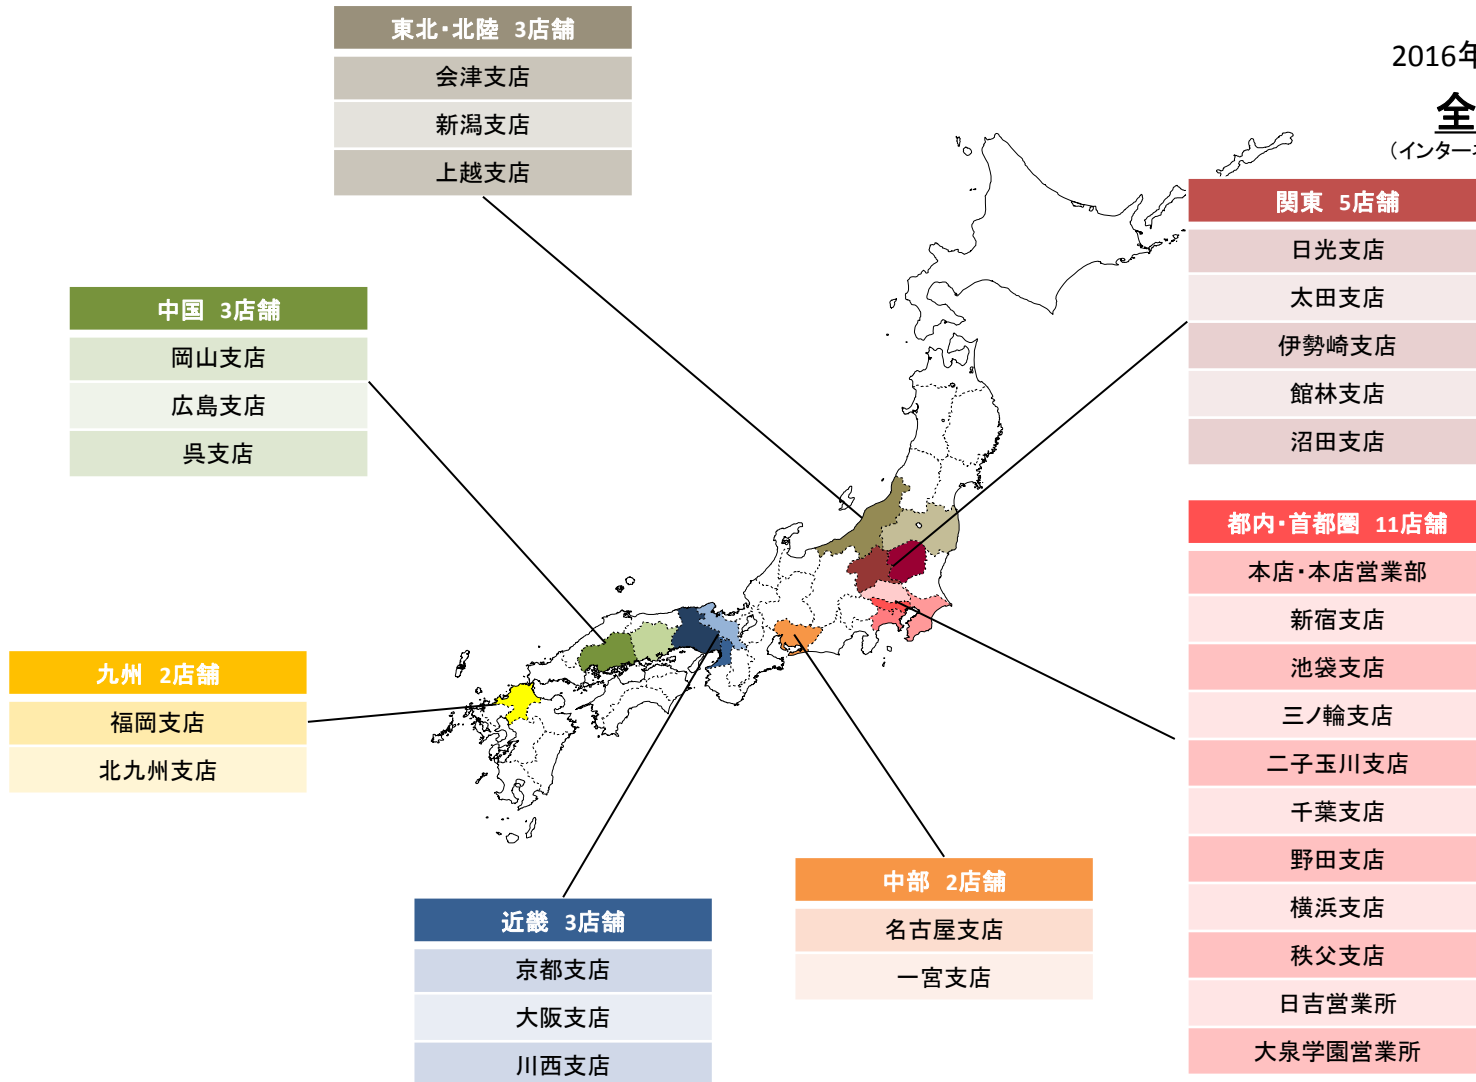 東北・北陸 3店舗
会津支店
新潟支店
上越支店
2016年
全
（インターネ
関東 5店舗
日光支店
太田支店
伊勢崎支店
館林支店
沼田支店
中国 3店舗
岡山支店
広島支店
呉支店
都内・首都圏 11店舗
本店・本店営業部
新宿支店
池袋支店
三ノ輪支店
二子玉川支店
千葉支店
野田支店
横浜支店
秩父支店
日吉営業所
大泉学園営業所
九州 2店舗
福岡支店
北九州支店
中部 2店舗
名古屋支店
一宮支店
近畿 3店舗
京都支店
大阪支店
川西支店